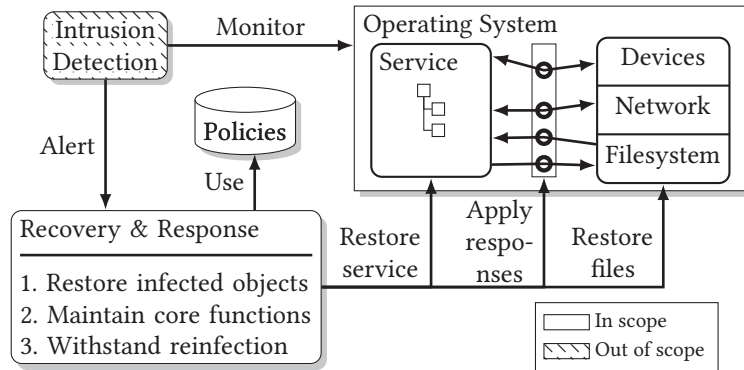 Intrusion
Detection
Monitor
Operating System
Service
Devices
Network
Filesystem
Alert
Policies
Use
Recovery & Response
1. Restore infected objects
2. Maintain core functions
3. Withstand reinfection
Restore
service
Apply
respo-
nses
Restore
files
In scope
Out of scope